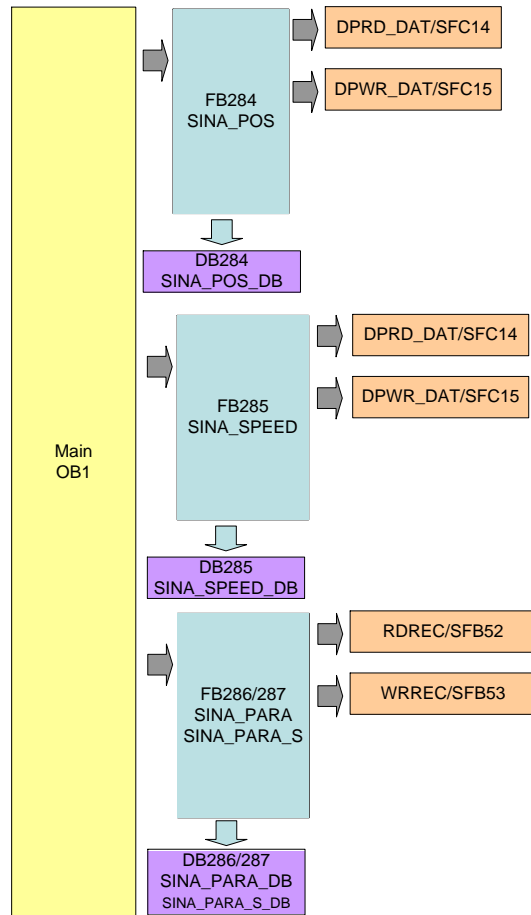 Main
OB1
FB284
SINA_POS
DPRD_DAT/SFC14
DPWR_DAT/SFC15
DB284
SINA_POS_DB
FB285
SINA_SPEED
DPRD_DAT/SFC14
DPWR_DAT/SFC15
DB285
SINA_SPEED_DB
FB286/287
SINA_PARA
SINA_PARA_S
RDREC/SFB52
WRREC/SFB53
DB286/287
SINA_PARA_DB
SINA_PARA_S_DB